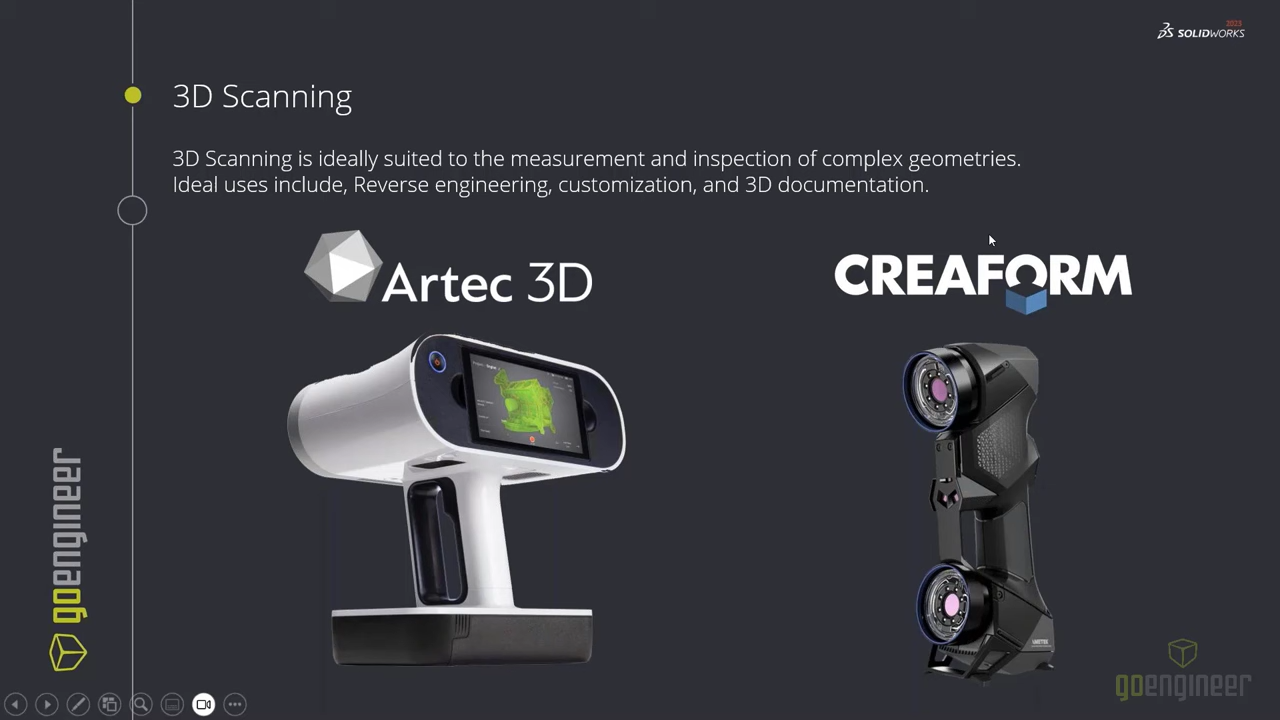 2023
SOLIDWORKS
3D Scanning
3D Scanning is ideally suited to the measurement and inspection of complex geometries.
Ideal uses include, Reverse engineering, customization, and 3D documentation.
Artec 3D
CREAFORM
goengineer
goengineer